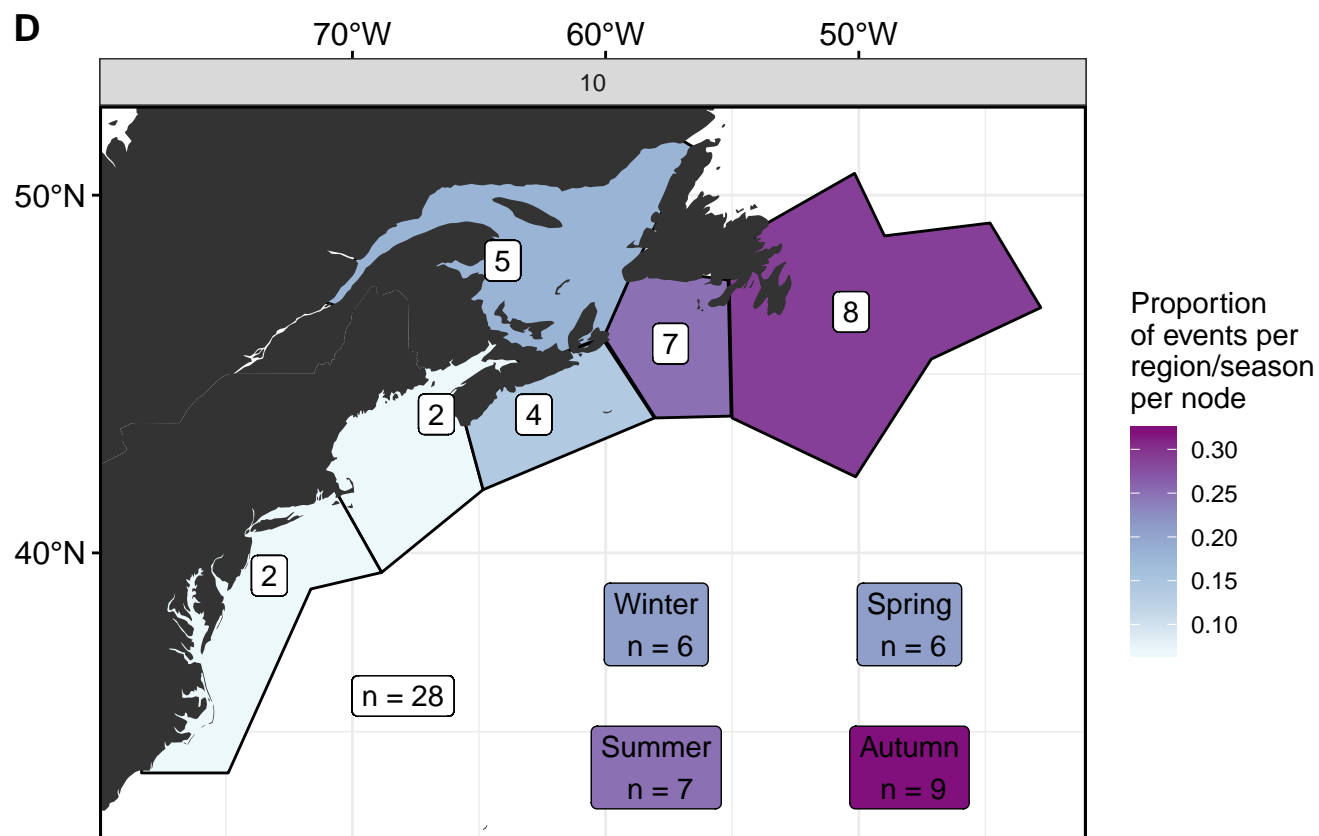 D
70°W 60°W 50°W
10
50°N
40°N
5
8
7
2
4
2
Winter
n = 6
Spring
n = 6
n = 28
Summer
n = 7
Autumn
n = 9
Proportion
of events per
region/season
per node
0.30
0.25
0.20
0.15
0.10